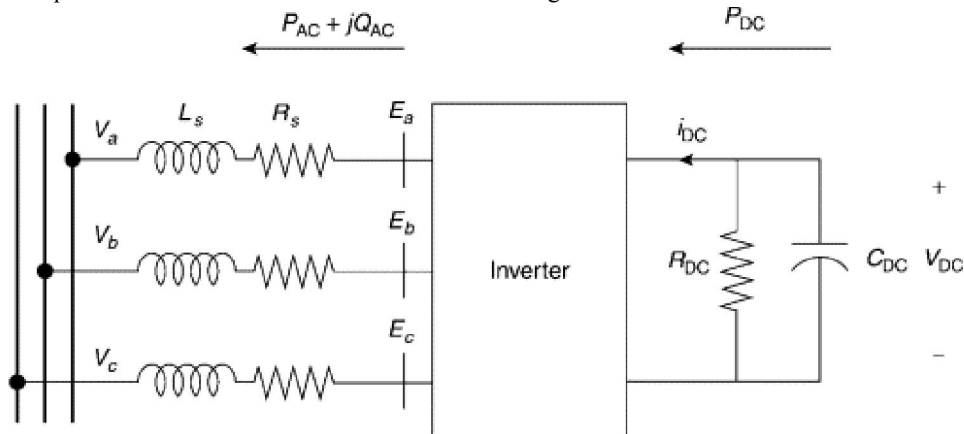 P_AC + jQ_AC
P_DC
V_a
L_s
R_s
E_a
i_DC
+
V_b
E_b
Inverter
R_DC
C_DC
V_DC
V_c
E_c
−